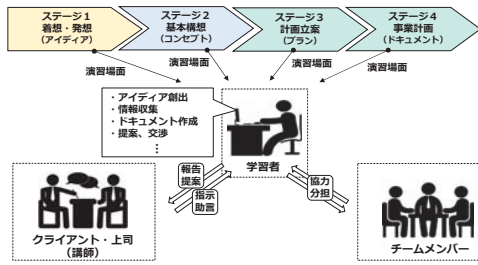 ステージ1
着想・発想
(アイディア)
ステージ2
基本構想
(コンセプト)
ステージ3
計画立案
(プラン)
ステージ4
事業計画
(ドキュメント)
演習場面
演習場面
演習場面
演習場面
・アイディア創出
・情報収集
・ドキュメント作成
・提案、交渉
⋮
学習者
報告
提案
指示
助言
協力
分担
クライアント・上司
(講師)
チームメンバー